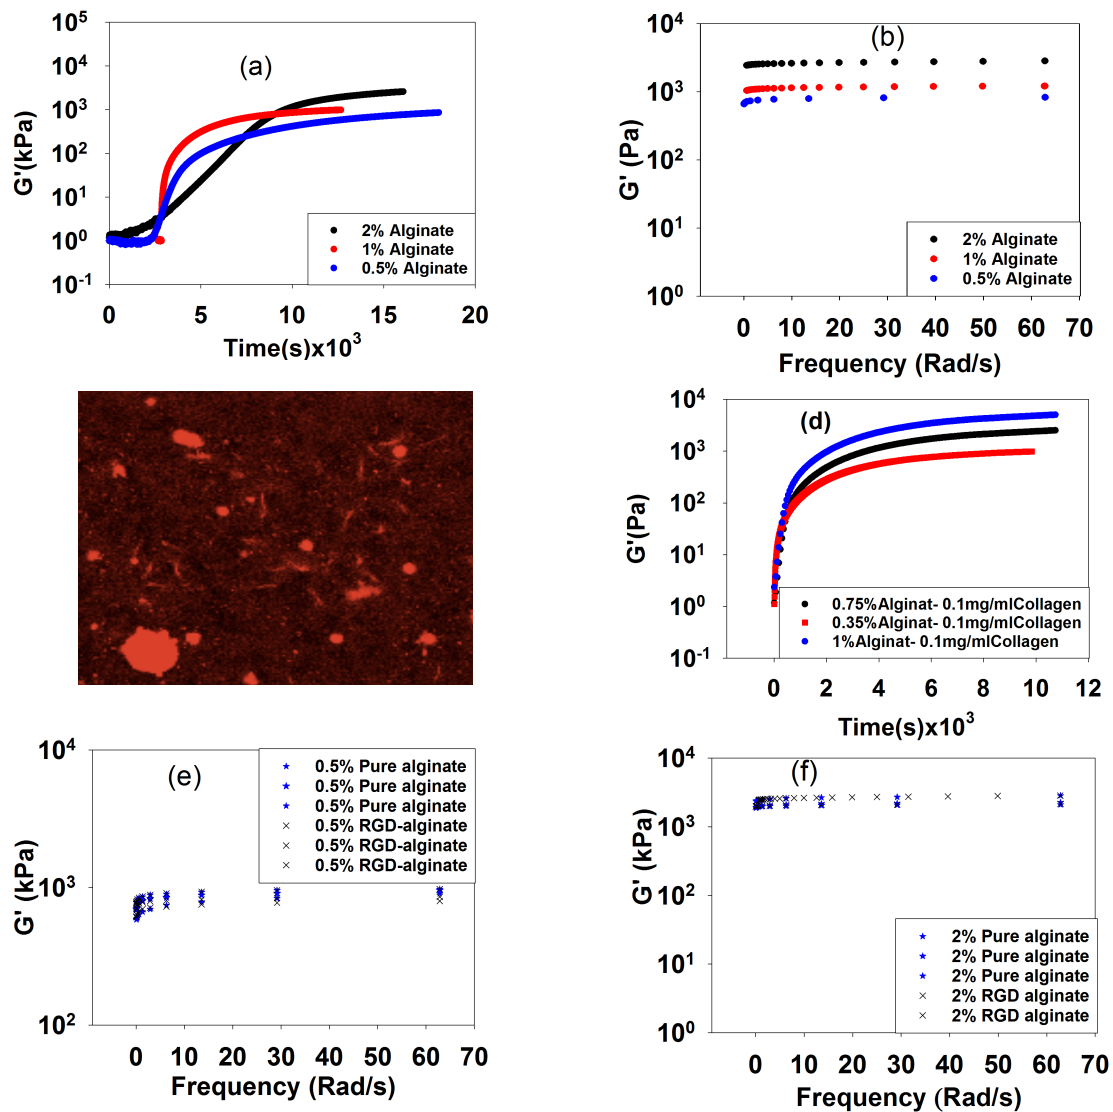 (a)
10^5
10^4
10^3
10^2
10^1
10^0
10^-1
G'(kPa)
2% Alginate
1% Alginate
0.5% Alginate
0 5 10 15 20
Time(s)x10^3
(b)
10^4
10^3
10^2
10^1
10^0
G' (Pa)
2% Alginate
1% Alginate
0.5% Alginate
0 10 20 30 40 50 60 70
Frequency (Rad/s)
(d)
10^4
10^3
10^2
10^1
10^0
10^-1
G'(Pa)
0.75%Alginat- 0.1mg/mlCollagen
0.35%Alginat- 0.1mg/mlCollagen
1%Alginat- 0.1mg/mlCollagen
0 2 4 6 8 10 12
Time(s)x10^3
(e)
10^4
10^3
10^2
G' (kPa)
0.5% Pure alginate
0.5% Pure alginate
0.5% Pure alginate
0.5% RGD-alginate
0.5% RGD-alginate
0.5% RGD-alginate
0 10 20 30 40 50 60 70
Frequency (Rad/s)
(f)
10^4
10^3
10^2
10^1
10^0
G' (kPa)
2% Pure alginate
2% Pure alginate
2% Pure alginate
2% RGD alginate
2% RGD alginate
0 10 20 30 40 50 60 70
Frequency (Rad/s)